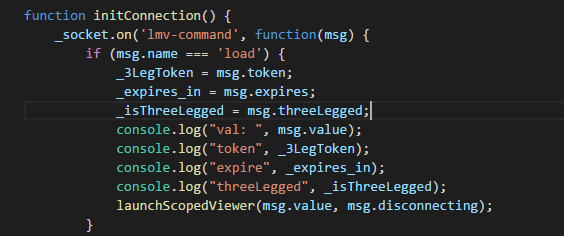 function initConnection() {
    _socket.on('lmv-command', function(msg) {
        if (msg.name === 'load') {
            _3LegToken = msg.token;
            _expires_in = msg.expires;
            _isThreeLegged = msg.threeLegged;
            console.log("val: ", msg.value);
            console.log("token", _3LegToken);
            console.log("expire", _expires_in);
            console.log("threeLegged", _isThreeLegged);
            launchScopedViewer(msg.value, msg.disconnecting);
        }